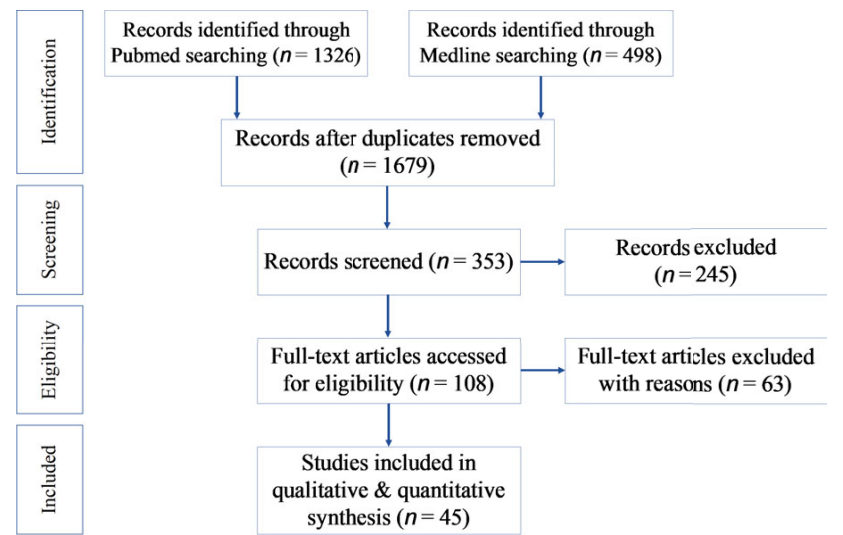 Identification
Records identified through
Pubmed searching (n = 1326)
Records identified through
Medline searching (n = 498)
Records after duplicates removed
(n = 1679)
Screening
Records screened (n = 353)
Records excluded
(n = 245)
Eligibility
Full-text articles accessed
for eligibility (n = 108)
Full-text articles excluded
with reasons (n = 63)
Included
Studies included in
qualitative & quantitative
synthesis (n = 45)